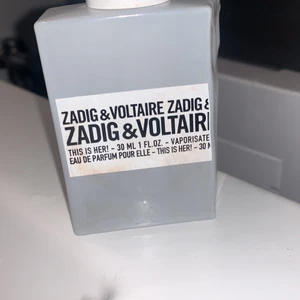 ZADIG & VOLTAIRE ZADIG &
ZADIG & VOLTAIRE
THIS IS HER! - 30 ML 1 FL.OZ. - VAPORISATE
EAU DE PARFUM POUR ELLE - THIS IS HER! - 30 M